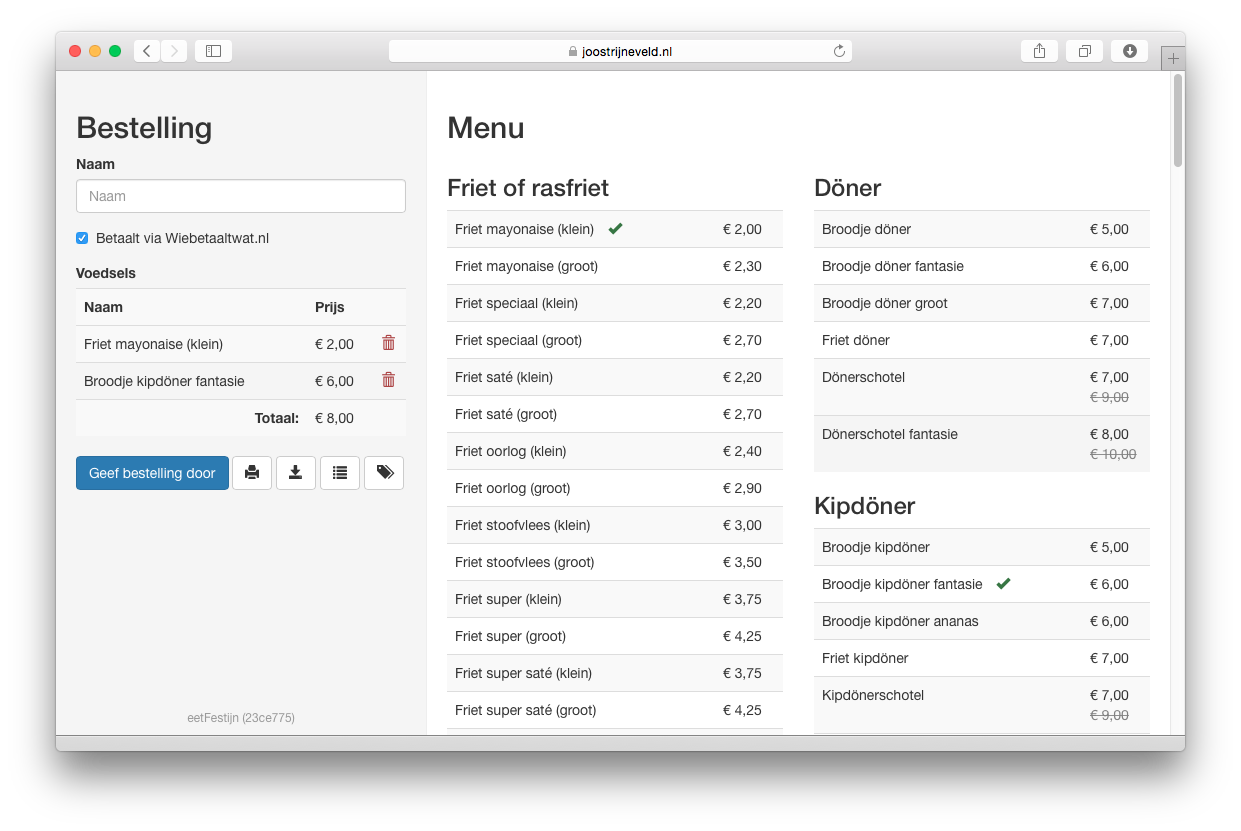 joostrijneveld.nl
Bestelling
Naam
Naam
Betaalt via Wiebetaaltwat.nl
Voedsels
Naam Prijs
Friet mayonaise (klein) € 2,00
Broodje kipdöner fantasie € 6,00
Totaal: € 8,00
Geef bestelling door
eetFestijn (23ce775)
Menu
Friet of rasfriet
Friet mayonaise (klein) € 2,00
Friet mayonaise (groot) € 2,30
Friet speciaal (klein) € 2,20
Friet speciaal (groot) € 2,70
Friet saté (klein) € 2,20
Friet saté (groot) € 2,70
Friet oorlog (klein) € 2,40
Friet oorlog (groot) € 2,90
Friet stoofvlees (klein) € 3,00
Friet stoofvlees (groot) € 3,50
Friet super (klein) € 3,75
Friet super (groot) € 4,25
Friet super saté (klein) € 3,75
Friet super saté (groot) € 4,25
Döner
Broodje döner € 5,00
Broodje döner fantasie € 6,00
Broodje döner groot € 7,00
Friet döner € 7,00
Dönerschotel € 7,00
€ 9,00
Dönerschotel fantasie € 8,00
€ 10,00
Kipdöner
Broodje kipdöner € 5,00
Broodje kipdöner fantasie € 6,00
Broodje kipdöner ananas € 6,00
Friet kipdöner € 7,00
Kipdönerschotel € 7,00
€ 9,00